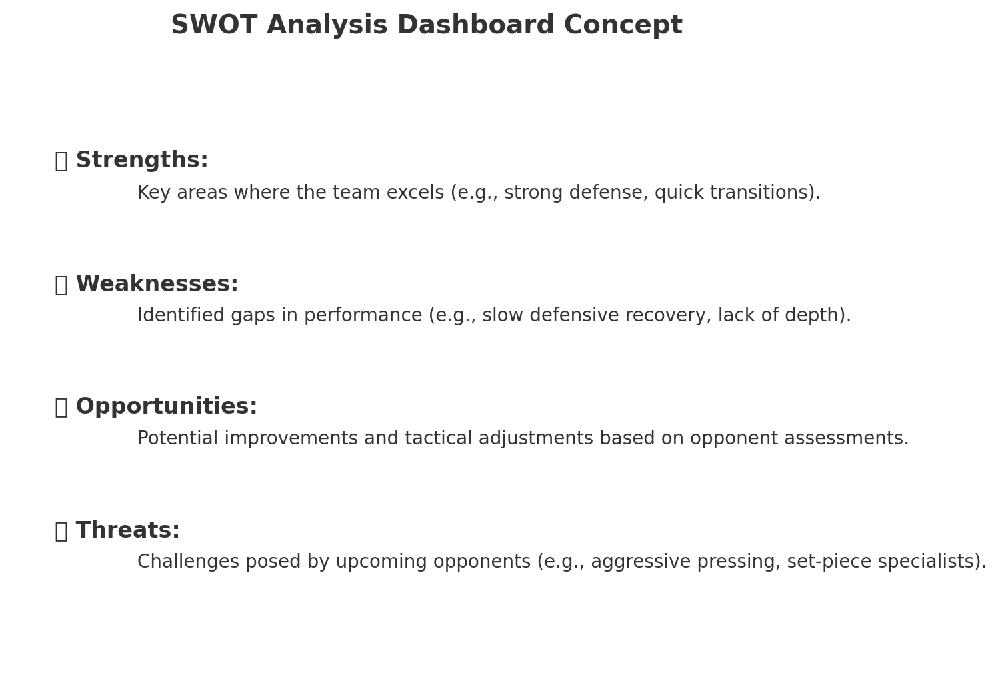 SWOT Analysis Dashboard Concept
Strengths:
Key areas where the team excels (e.g., strong defense, quick transitions).
Weaknesses:
Identified gaps in performance (e.g., slow defensive recovery, lack of depth).
Opportunities:
Potential improvements and tactical adjustments based on opponent assessments.
Threats:
Challenges posed by upcoming opponents (e.g., aggressive pressing, set-piece specialists).